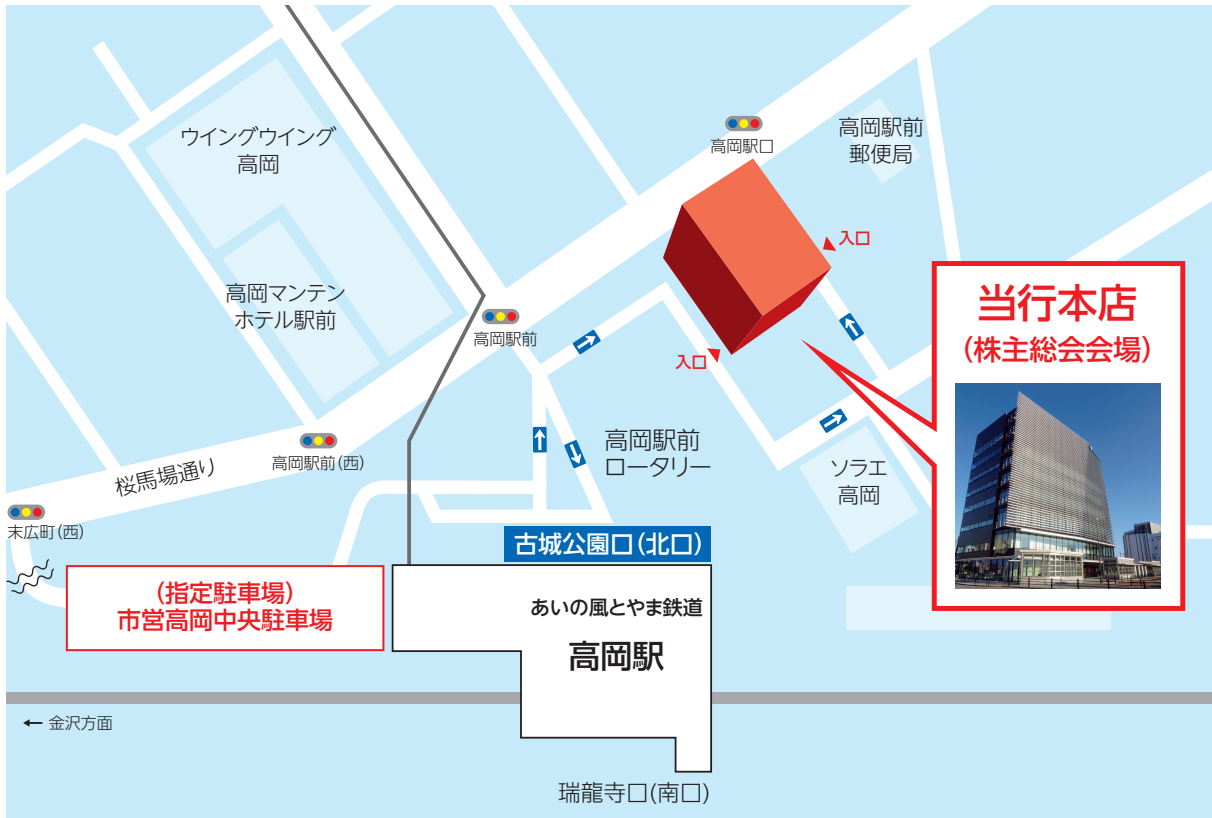 ウイングウイング
高岡
高岡駅口
高岡駅前
郵便局
入口
高岡マンテン
ホテル駅前
高岡駅前
入口
当行本店
(株主総会会場)
高岡駅前(西)
桜馬場通り
高岡駅前
ロータリー
ソラエ
高岡
末広町(西)
古城公園口(北口)
(指定駐車場)
市営高岡中央駐車場
あいの風とやま鉄道
高岡駅
← 金沢方面
瑞龍寺口(南口)